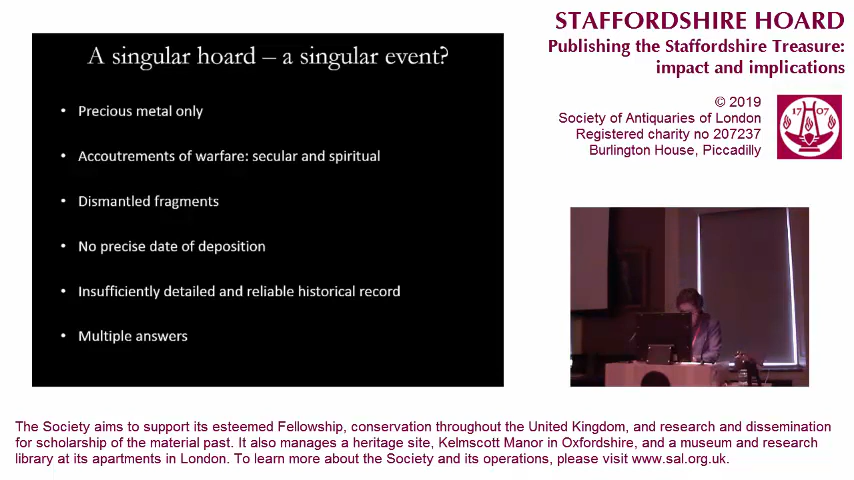 A singular hoard – a singular event?
• Precious metal only
• Accoutrements of warfare: secular and spiritual
• Dismantled fragments
• No precise date of deposition
• Insufficiently detailed and reliable historical record
• Multiple answers
STAFFORDSHIRE HOARD
Publishing the Staffordshire Treasure:
impact and implications
© 2019
Society of Antiquaries of London
Registered charity no 207237
Burlington House, Piccadilly
1707
The Society aims to support its esteemed Fellowship, conservation throughout the United Kingdom, and research and dissemination
for scholarship of the material past. It also manages a heritage site, Kelmscott Manor in Oxfordshire, and a museum and research
library at its apartments in London. To learn more about the Society and its operations, please visit www.sal.org.uk.